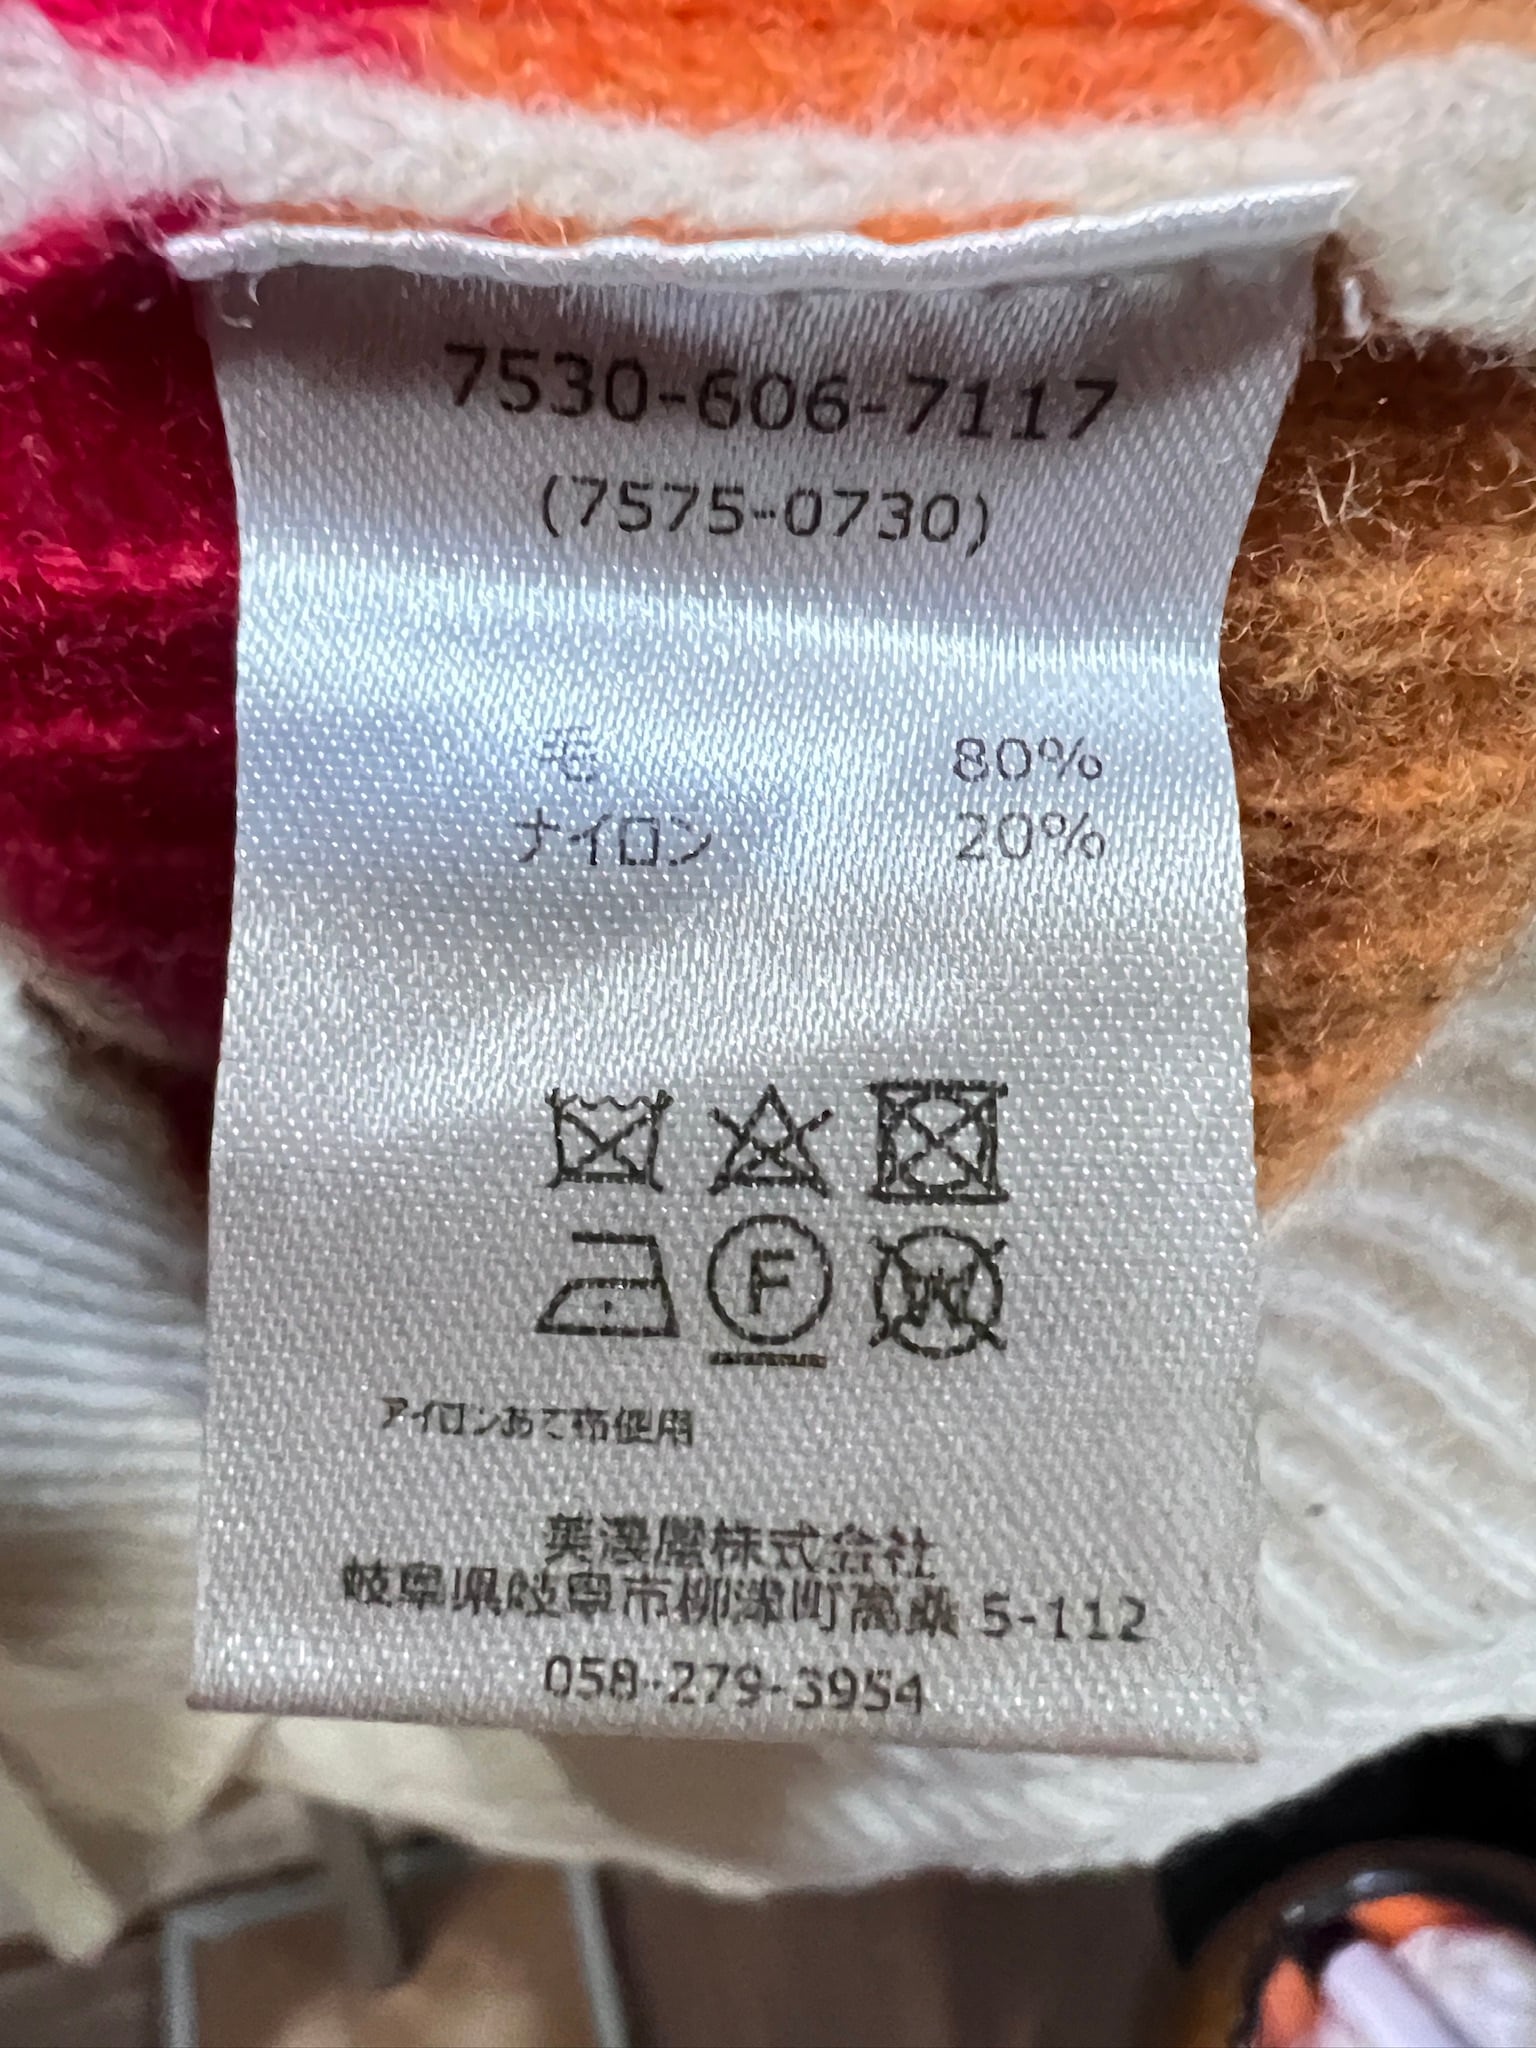 7530-606-7117
(7575-0730)
毛 80%
ナイロン 20%
F
W
アイロンあて布使用
美濃屋株式会社
岐阜県岐阜市柳津町高桑 5-112
058-279-3954